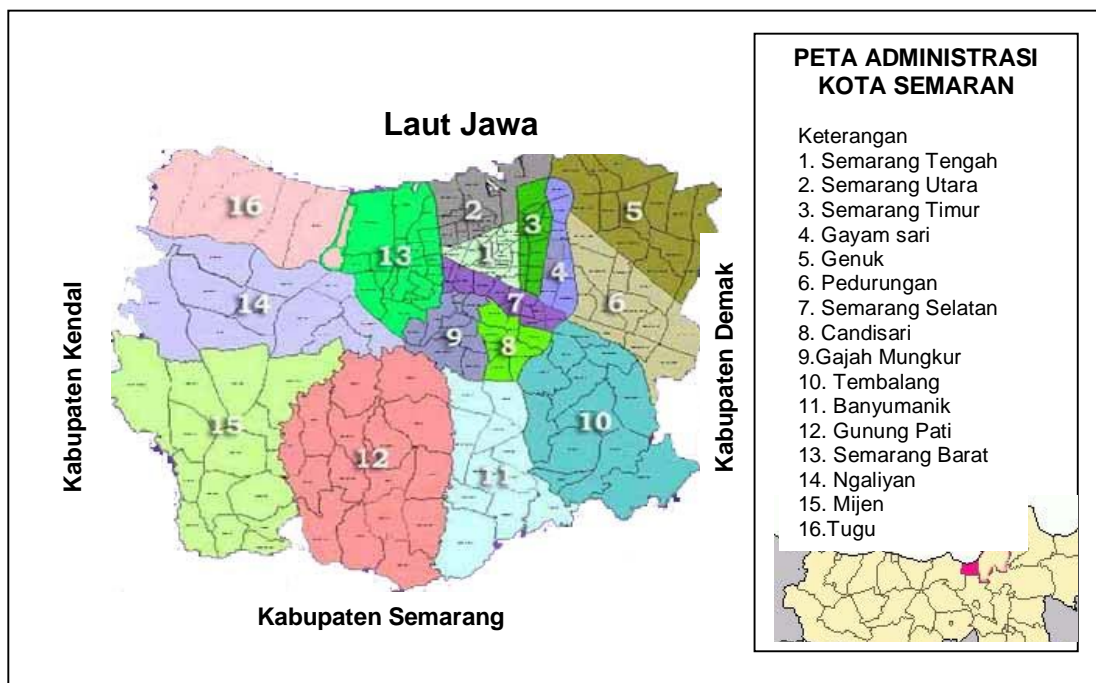 Laut Jawa
16
2
3
5
1
13
4
14
7
6
9
8
15
10
12
11
Kabupaten Kendal
Kabupaten Demak
Kabupaten Semarang
PETA ADMINISTRASI
KOTA SEMARAN
Keterangan
1. Semarang Tengah
2. Semarang Utara
3. Semarang Timur
4. Gayam sari
5. Genuk
6. Pedurungan
7. Semarang Selatan
8. Candisari
9.Gajah Mungkur
10. Tembalang
11. Banyumanik
12. Gunung Pati
13. Semarang Barat
14. Ngaliyan
15. Mijen
16.Tugu